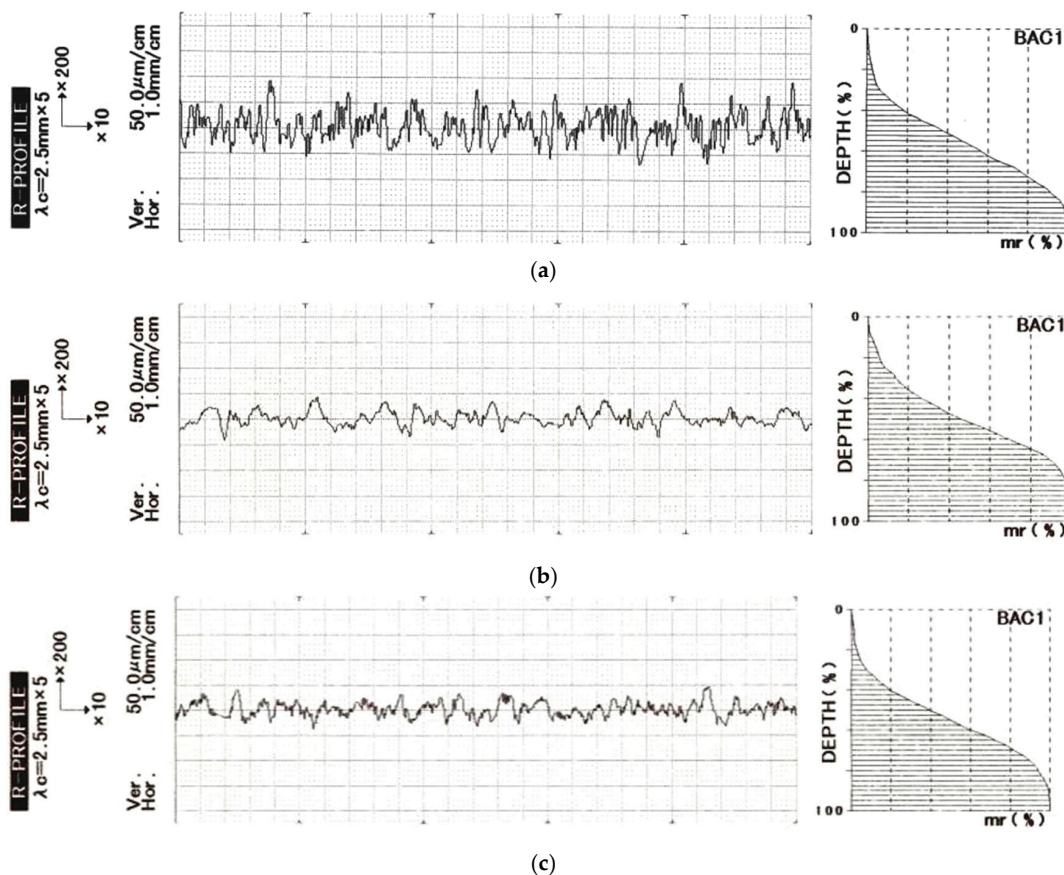 R-PROFILE
λc=2.5mm×5
×200
×10
Ver. 50.0μm/cm
Hor. 1.0mm/cm
0
BAC1
DEPTH(%)
100
mr(%)
(a)
R-PROFILE
λc=2.5mm×5
×200
×10
Ver. 50.0μm/cm
Hor. 1.0mm/cm
0
BAC1
DEPTH(%)
100
mr(%)
(b)
R-PROFILE
λc=2.5mm×5
×200
×10
Ver. 50.0μm/cm
Hor. 1.0mm/cm
0
BAC1
DEPTH(%)
100
mr(%)
(c)